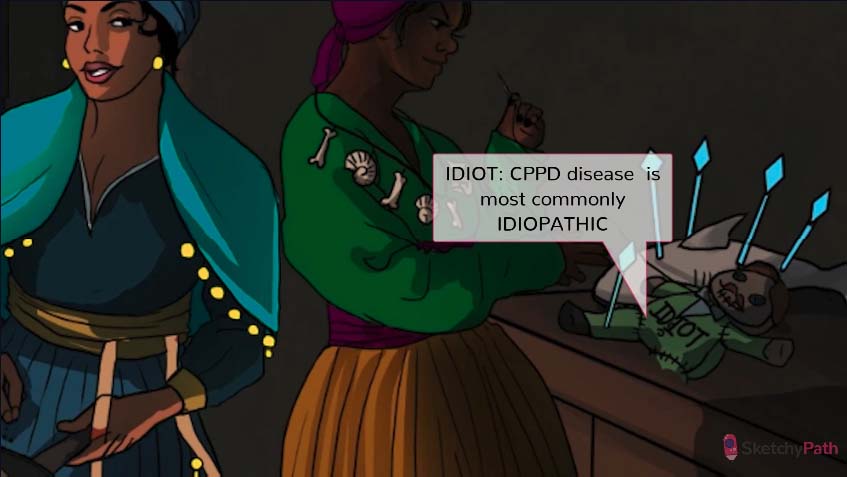 IDIOT: CPPD disease is
most commonly
IDIOPATHIC
IDIOT
SketchyPath